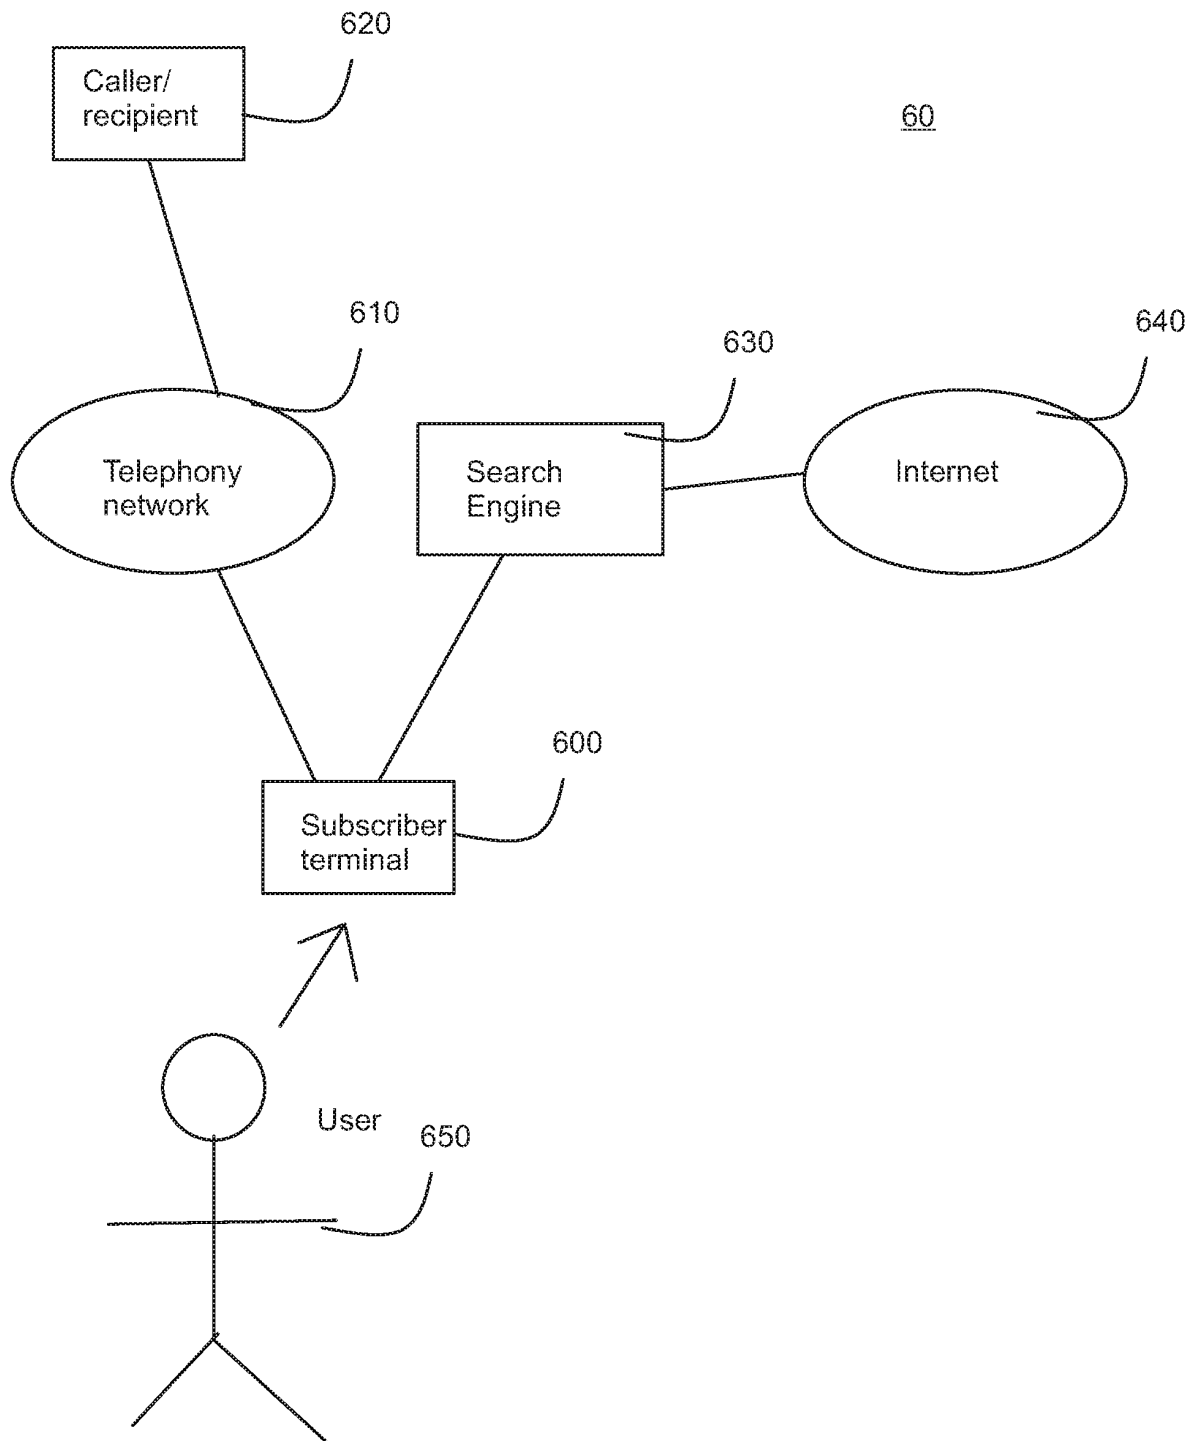 620
Caller/
recipient
60
610
630
640
Telephony
network
Search
Engine
Internet
600
Subscriber
terminal
User
650